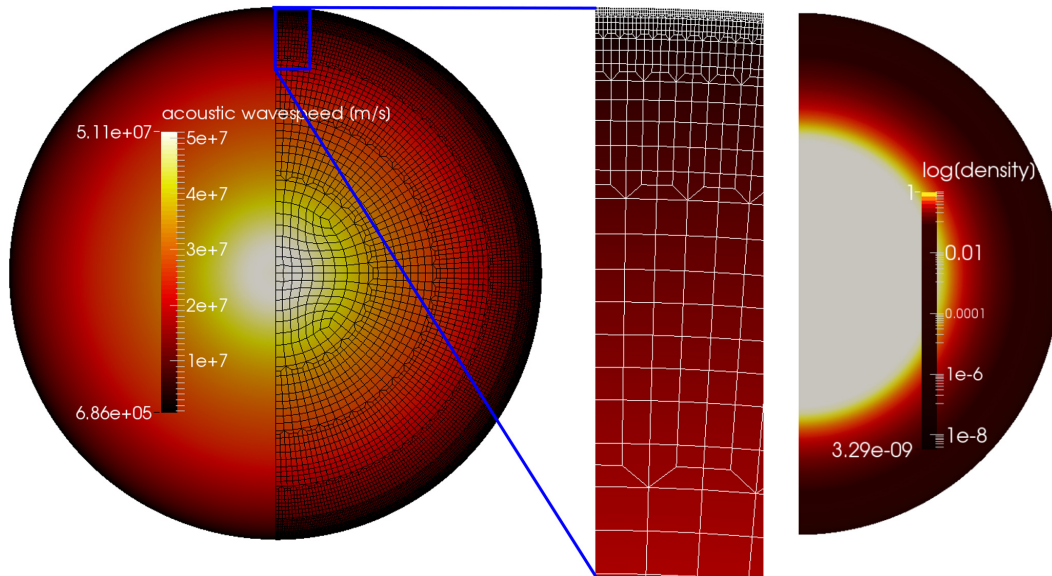 acoustic wavespeed (m/s)
5.11e+07
5e+7
4e+7
3e+7
2e+7
1e+7
6.86e+05
log(density)
1
0.01
0.0001
1e-6
1e-8
3.29e-09